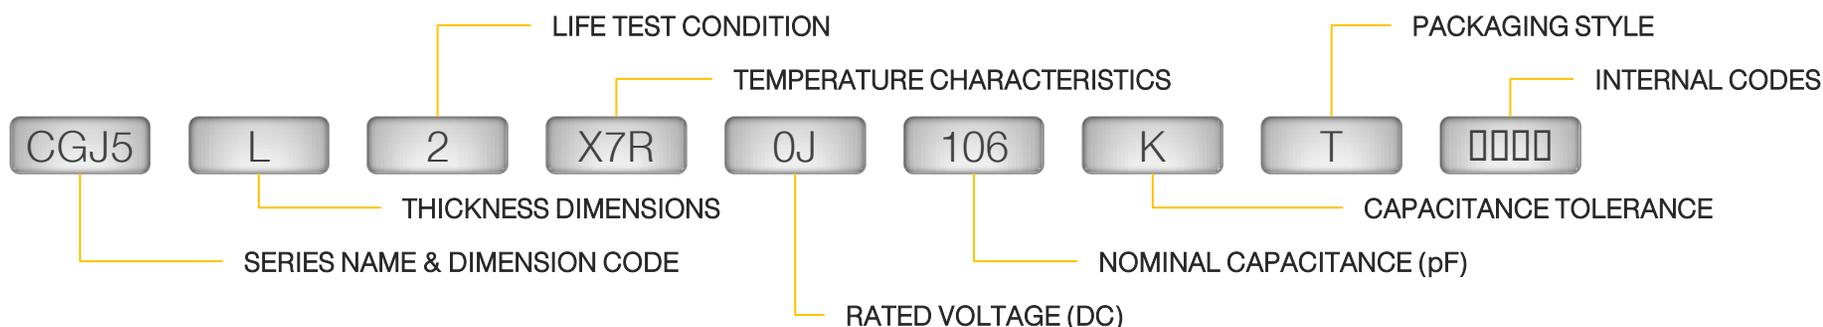 LIFE TEST CONDITION
PACKAGING STYLE
TEMPERATURE CHARACTERISTICS
INTERNAL CODES
CGJ5 L 2 X7R 0J 106 K T □□□□
THICKNESS DIMENSIONS
CAPACITANCE TOLERANCE
SERIES NAME & DIMENSION CODE
NOMINAL CAPACITANCE (pF)
RATED VOLTAGE (DC)